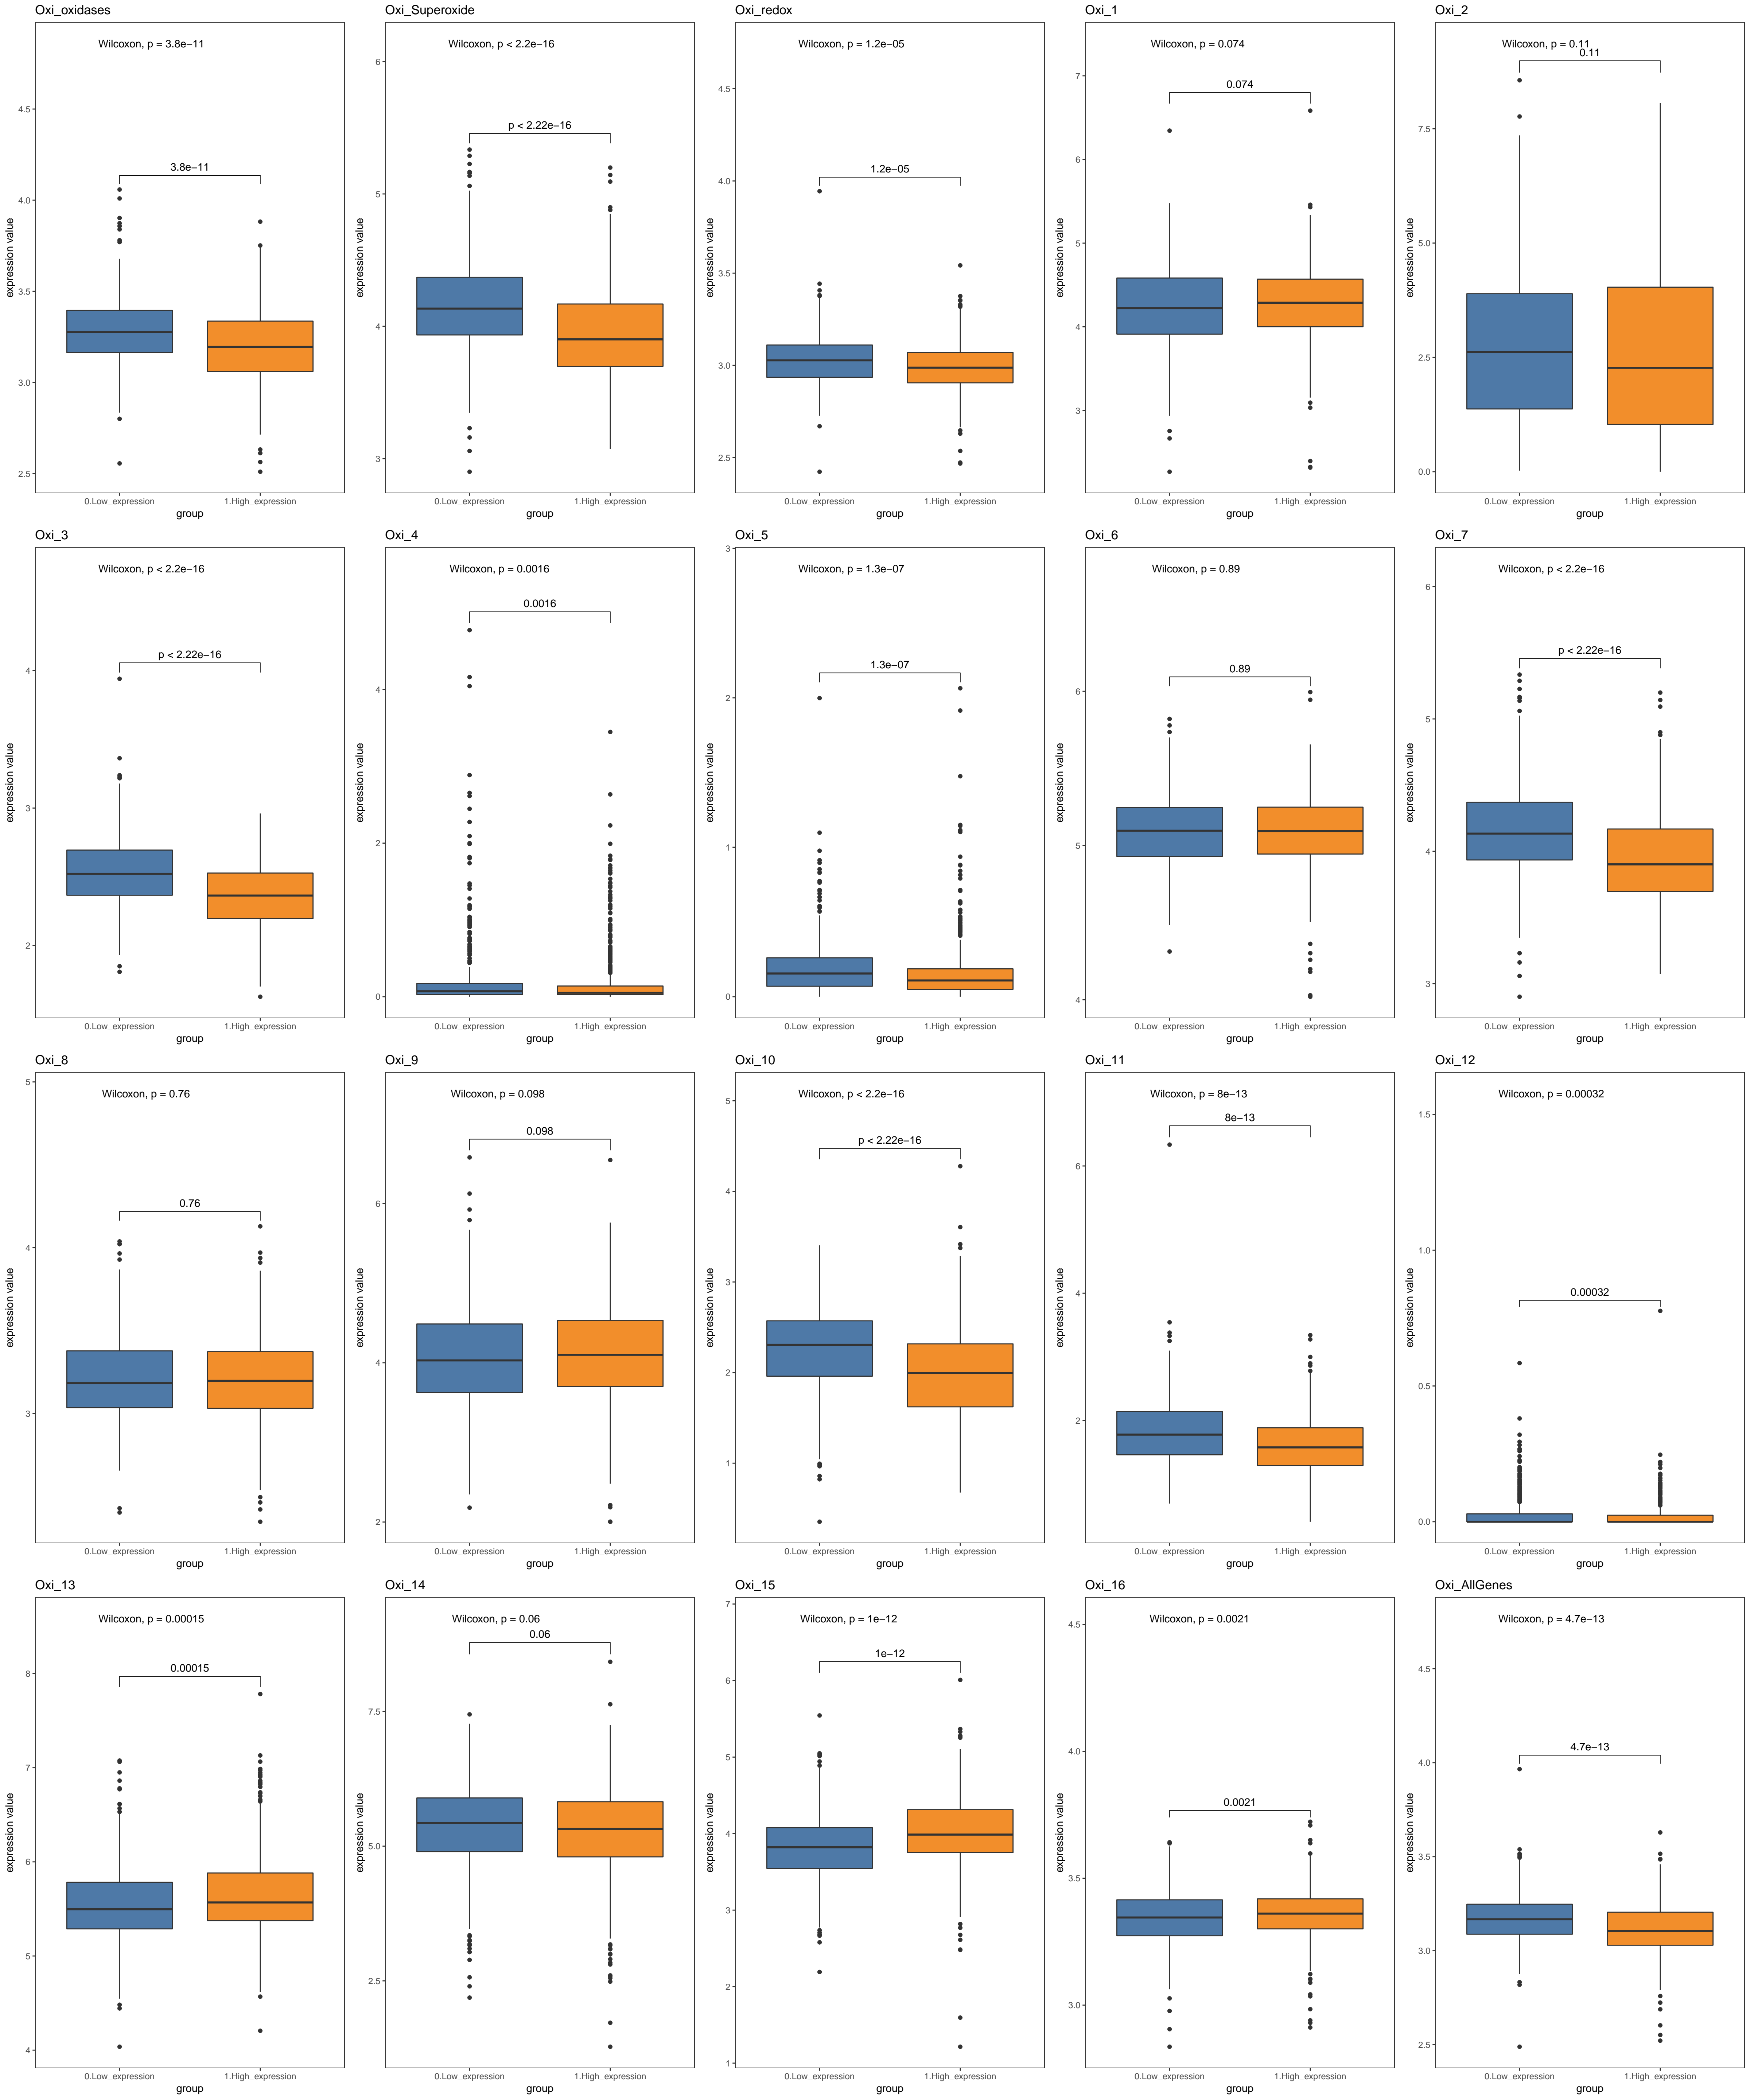 Oxi_oxidases
Wilcoxon, p = 3.8e−11
3.8e−11
4.5
4.0
3.5
3.0
2.5
expression value
0.Low_expression 1.High_expression
group
Oxi_Superoxide
Wilcoxon, p < 2.2e−16
p < 2.22e−16
6
5
4
3
expression value
0.Low_expression 1.High_expression
group
Oxi_redox
Wilcoxon, p = 1.2e−05
1.2e−05
4.5
4.0
3.5
3.0
2.5
expression value
0.Low_expression 1.High_expression
group
Oxi_1
Wilcoxon, p = 0.074
0.074
7
6
5
4
3
expression value
0.Low_expression 1.High_expression
group
Oxi_2
Wilcoxon, p = 0.11
0.11
7.5
5.0
2.5
0.0
expression value
0.Low_expression 1.High_expression
group
Oxi_3
Wilcoxon, p < 2.2e−16
p < 2.22e−16
4
3
2
expression value
0.Low_expression 1.High_expression
group
Oxi_4
Wilcoxon, p = 0.0016
0.0016
4
2
0
expression value
0.Low_expression 1.High_expression
group
Oxi_5
Wilcoxon, p = 1.3e−07
1.3e−07
3
2
1
0
expression value
0.Low_expression 1.High_expression
group
Oxi_6
Wilcoxon, p = 0.89
0.89
6
5
4
expression value
0.Low_expression 1.High_expression
group
Oxi_7
Wilcoxon, p < 2.2e−16
p < 2.22e−16
6
5
4
3
expression value
0.Low_expression 1.High_expression
group
Oxi_8
Wilcoxon, p = 0.76
0.76
5
4
3
expression value
0.Low_expression 1.High_expression
group
Oxi_9
Wilcoxon, p = 0.098
0.098
6
4
2
expression value
0.Low_expression 1.High_expression
group
Oxi_10
Wilcoxon, p < 2.2e−16
p < 2.22e−16
5
4
3
2
1
expression value
0.Low_expression 1.High_expression
group
Oxi_11
Wilcoxon, p = 8e−13
8e−13
6
4
2
expression value
0.Low_expression 1.High_expression
group
Oxi_12
Wilcoxon, p = 0.00032
0.00032
1.5
1.0
0.5
0.0
expression value
0.Low_expression 1.High_expression
group
Oxi_13
Wilcoxon, p = 0.00015
0.00015
8
7
6
5
4
expression value
0.Low_expression 1.High_expression
group
Oxi_14
Wilcoxon, p = 0.06
0.06
7.5
5.0
2.5
expression value
0.Low_expression 1.High_expression
group
Oxi_15
Wilcoxon, p = 1e−12
1e−12
7
6
5
4
3
2
1
expression value
0.Low_expression 1.High_expression
group
Oxi_16
Wilcoxon, p = 0.0021
0.0021
4.5
4.0
3.5
3.0
expression value
0.Low_expression 1.High_expression
group
Oxi_AllGenes
Wilcoxon, p = 4.7e−13
4.7e−13
4.5
4.0
3.5
3.0
2.5
expression value
0.Low_expression 1.High_expression
group